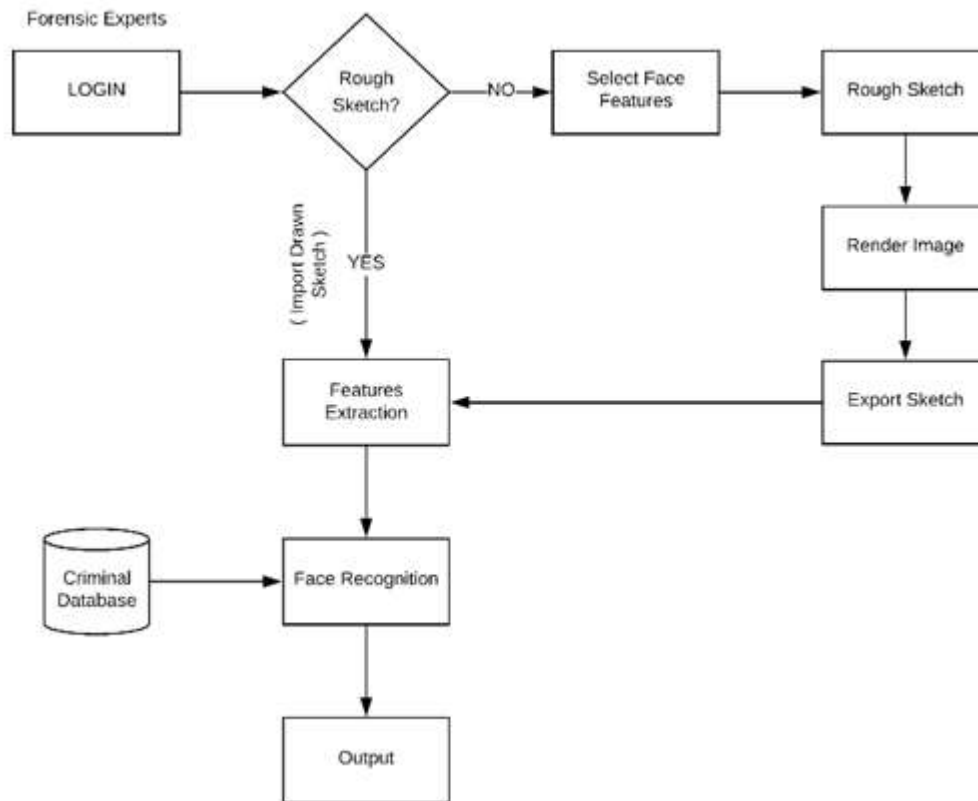 Forensic Experts
LOGIN
Rough
Sketch?
NO
Select Face
Features
Rough Sketch
( Import Drawn
Sketch )
YES
Render Image
Features
Extraction
Export Sketch
Criminal
Database
Face Recognition
Output